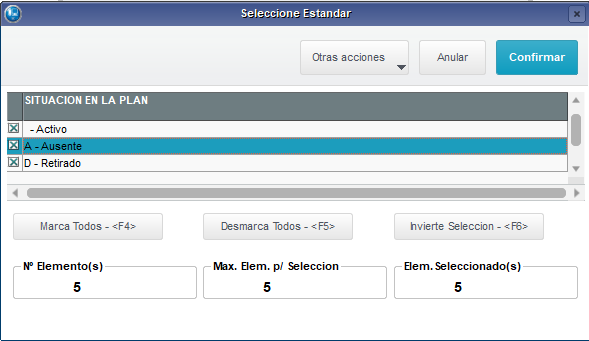 Seleccione Estandar
Otras acciones
Anular
Confirmar
SITUACION EN LA PLAN
- Activo
A - Ausente
D - Retirado
Marca Todos - <F4>
Desmarca Todos - <F5>
Invierte Seleccion - <F6>
Nº Elemento(s)
Max. Elem. p/ Seleccion
Elem. Seleccionado(s)
5
5
5